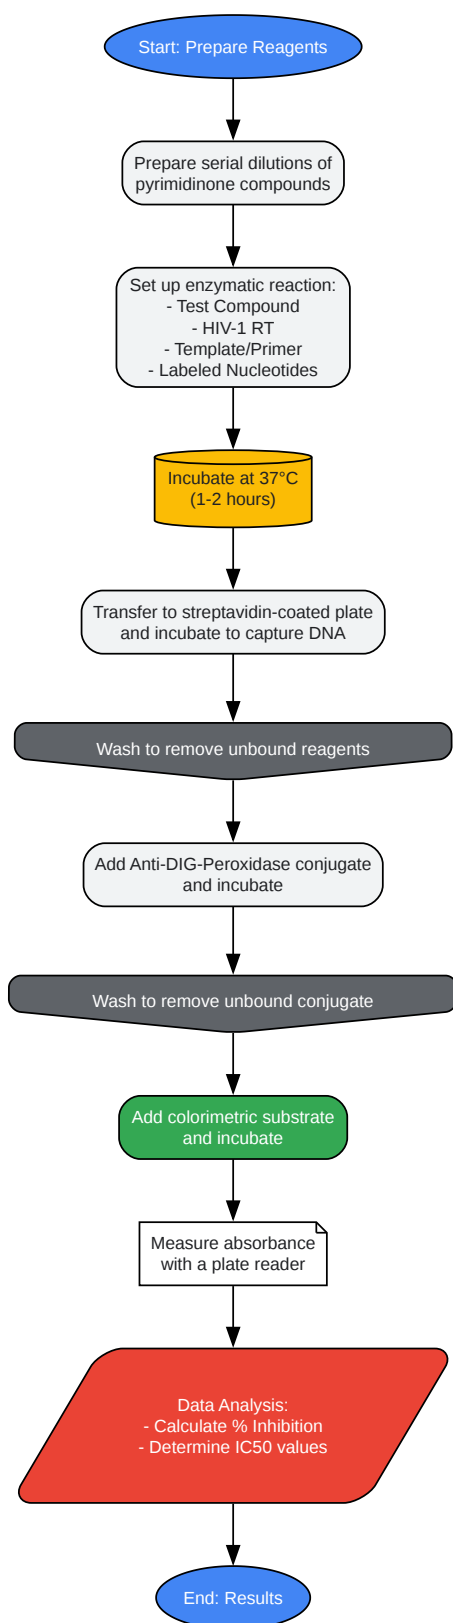 Start: Prepare Reagents
Prepare serial dilutions of
pyrimidinone compounds
Set up enzymatic reaction:
- Test Compound
- HIV-1 RT
- Template/Primer
- Labeled Nucleotides
Incubate at 37°C
(1-2 hours)
Transfer to streptavidin-coated plate
and incubate to capture DNA
Wash to remove unbound reagents
Add Anti-DIG-Peroxidase conjugate
and incubate
Wash to remove unbound conjugate
Add colorimetric substrate
and incubate
Measure absorbance
with a plate reader
Data Analysis:
- Calculate % Inhibition
- Determine IC50 values
End: Results